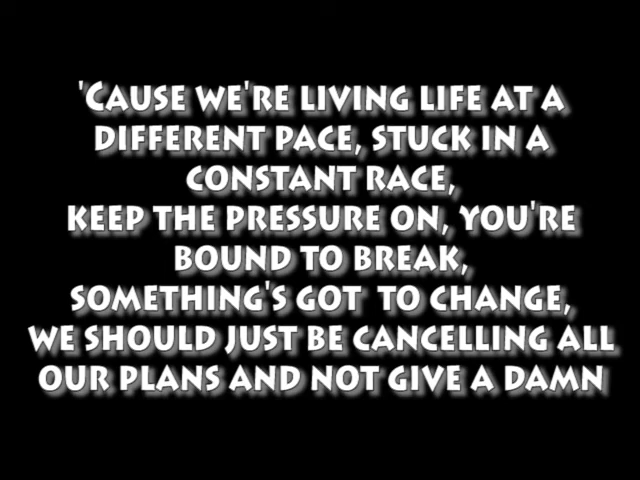 'CAUSE WE'RE LIVING LIFE AT A
DIFFERENT PACE, STUCK IN A
CONSTANT RACE,
KEEP THE PRESSURE ON, YOU'RE
BOUND TO BREAK,
SOMETHING'S GOT TO CHANGE,
WE SHOULD JUST BE CANCELLING ALL
OUR PLANS AND NOT GIVE A DAMN